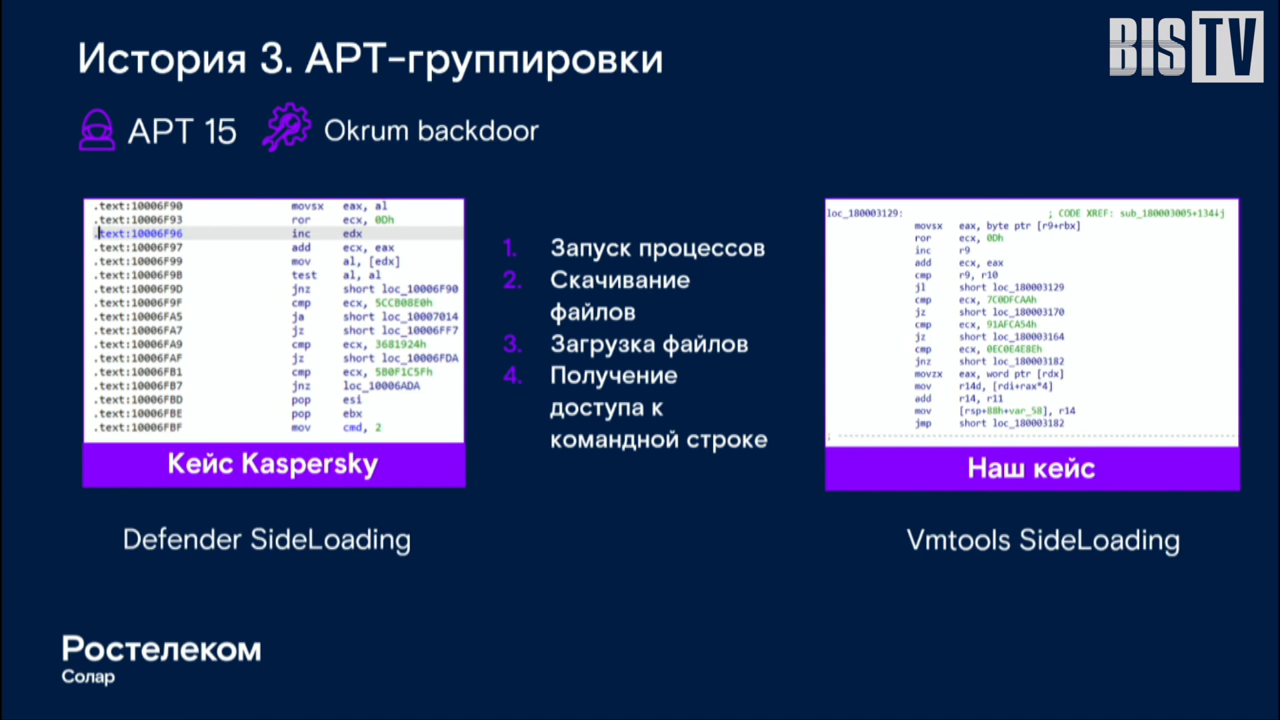 История 3. APT-группировки
BIS TV
APT 15
Okrum backdoor
.text:10006F90 movsx eax, al
.text:10006F93 ror ecx, 0Dh
.text:10006F96 inc edx
.text:10006F97 add ecx, eax
.text:10006F99 mov al, [edx]
.text:10006F9B test al, al
.text:10006F9D jnz short loc_10006F90
.text:10006F9F cmp ecx, 5CCB08E0h
.text:10006FA5 ja short loc_10007014
.text:10006FA7 jz short loc_10006FF7
.text:10006FA9 cmp ecx, 3681924h
.text:10006FAF jz short loc_10006FDA
.text:10006FB1 cmp ecx, 5B0F1C5Fh
.text:10006FB7 jnz loc_10006ADA
.text:10006FBD pop esi
.text:10006FBE pop ebx
.text:10006FBF mov cmd, 2
Кейс Kaspersky
Defender SideLoading
1. Запуск процессов
2. Скачивание
файлов
3. Загрузка файлов
4. Получение
доступа к
командной строке
loc_180003129: ; CODE XREF: sub_180003005+134↓j
movsx eax, byte ptr [r9+rbx]
ror ecx, 0Dh
inc r9
add ecx, eax
cmp r9, r10
jl short loc_180003129
cmp ecx, 7C0DFCAAh
jz short loc_180003170
cmp ecx, 91AFCA54h
jz short loc_180003164
cmp ecx, 0EC0E4E8Eh
jnz short loc_180003182
movzx eax, word ptr [rdx]
mov r14d, [rdi+rax*4]
add r14, r11
mov [rsp+88h+var_58], r14
jmp short loc_180003182
Наш кейс
Vmtools SideLoading
Ростелеком
Солар